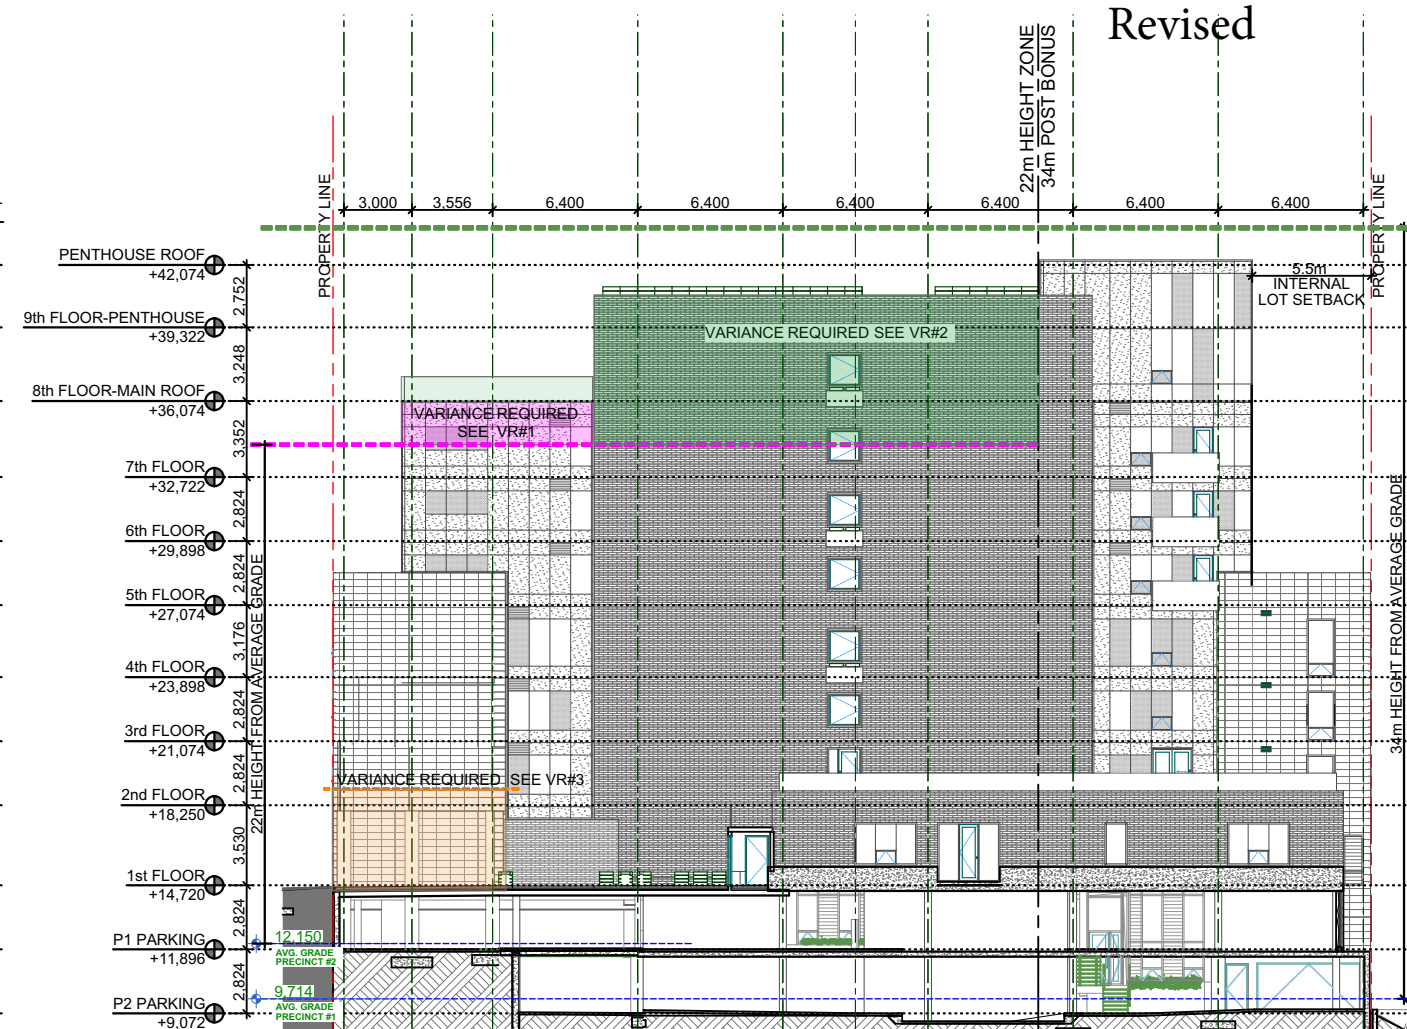 Revised
22m HEIGHT ZONE
34m POST BONUS
PROPERTY LINE
3,000
3,556
6,400
6,400
6,400
6,400
6,400
6,400
PROPERTY LINE
PENTHOUSE ROOF
+42,074
2,752
5.5m
INTERNAL
LOT SETBACK
9th FLOOR-PENTHOUSE
+39,322
VARIANCE REQUIRED SEE VR#2
3,248
8th FLOOR-MAIN ROOF
+36,074
VARIANCE REQUIRED
SEE VR#1
3,352
7th FLOOR
+32,722
2,824
6th FLOOR
+29,898
2,824
5th FLOOR
+27,074
3,176
4th FLOOR
+23,898
2,824
3rd FLOOR
+21,074
2,824
VARIANCE REQUIRED SEE VR#3
2nd FLOOR
+18,250
3,530
1st FLOOR
+14,720
2,824
22m HEIGHT FROM AVERAGE GRADE
34m HEIGHT FROM AVERAGE GRADE
12,150
AVG. GRADE
PRECINCT #2
P1 PARKING
+11,896
2,824
9,714
AVG. GRADE
PRECINCT #1
P2 PARKING
+9,072